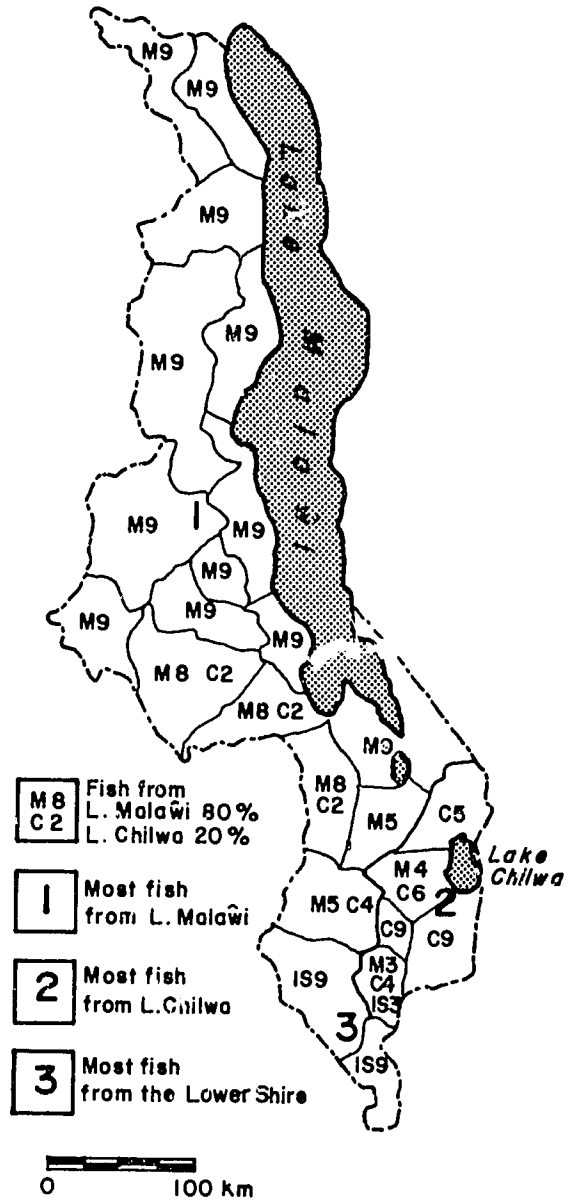 M9
M9
M9
M9
M9
M9
1
M9
M9
M9
M9
M9
M8 C2
M8 C2
M8
C2
M5
C5
Lake
Chilwa
M4
C6
2
M5 C4
C9
C9
M3
C4
IS3
IS9
3
IS9
M8
C2
Fish from
L. Malaŵi 80%
L. Chilwa 20%
1
Most fish
from L. Malaŵi
2
Most fish
from L. Chilwa
3
Most fish
from the Lower Shire
0 100 km